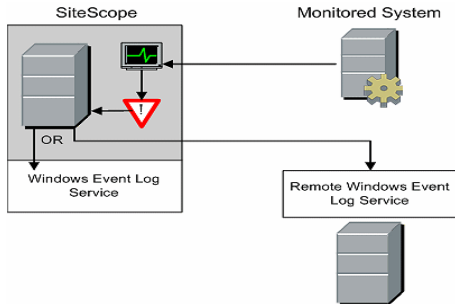 SiteScope
Monitored System
!
OR
Windows Event Log
Service
Remote Windows Event
Log Service